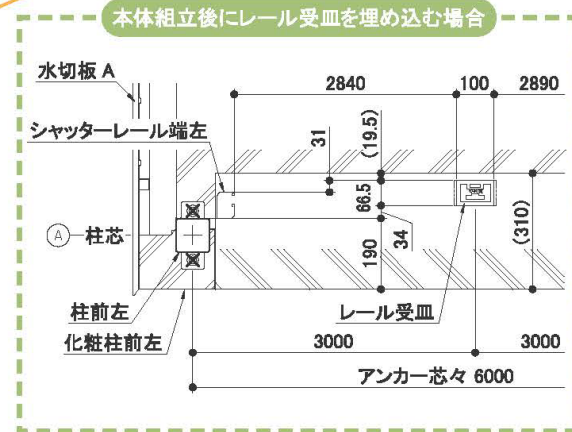 本体組立後にレール受皿を埋め込む場合
水切板 A
2840
100
2890
シャッターレール端左
31
(19.5)
66.5
34
190
(310)
A
柱芯
柱前左
レール受皿
化粧柱前左
3000
3000
アンカー芯々 6000